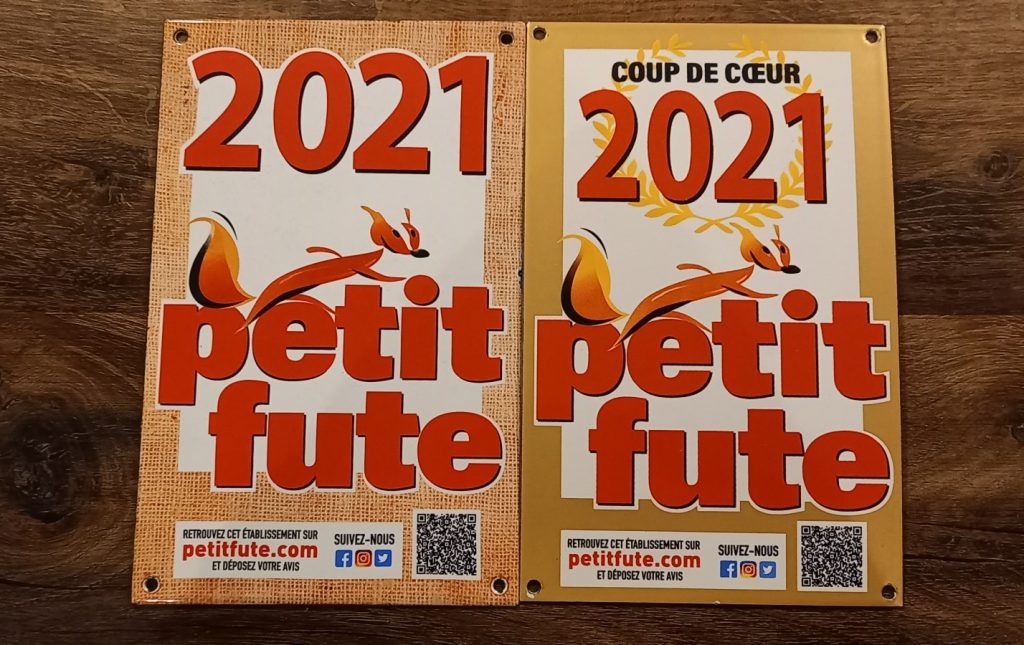 2021
petit
fute
RETROUVEZ CET ÉTABLISSEMENT SUR
petitfute.com
ET DÉPOSEZ VOTRE AVIS
SUIVEZ-NOUS
COUP DE CŒUR
2021
petit
fute
RETROUVEZ CET ÉTABLISSEMENT SUR
petitfute.com
ET DÉPOSEZ VOTRE AVIS
SUIVEZ-NOUS